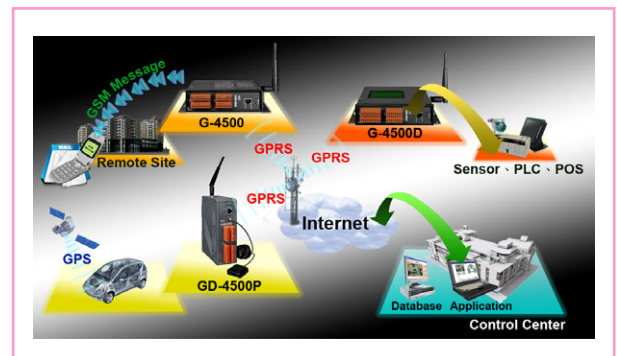 GSM Message
G-4500
G-4500D
MAIL
Remote Site
GPRS
GPRS
Sensor、PLC、POS
GPRS
Internet
GPS
GD-4500P
Database
Application
Control Center